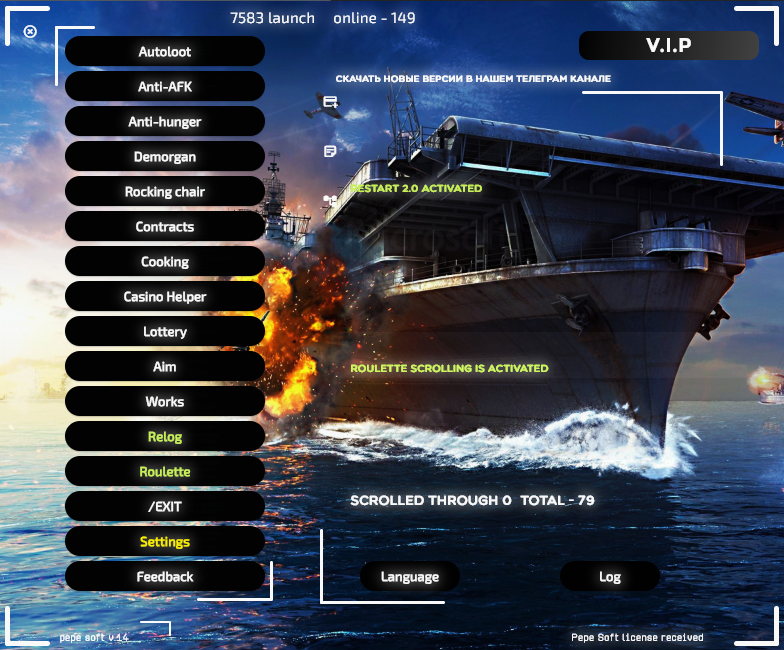 7583 launch online - 149
V.I.P
СКАЧАТЬ НОВЫЕ ВЕРСИИ В НАШЕМ ТЕЛЕГРАМ КАНАЛЕ
Autoloot
Anti-AFK
Anti-hunger
Demorgan
Rocking chair
Contracts
Cooking
Casino Helper
Lottery
Aim
Works
Relog
Roulette
/EXIT
Settings
Feedback
RESTART 2.0 ACTIVATED
ROULETTE SCROLLING IS ACTIVATED
SCROLLED THROUGH 0 TOTAL - 79
Language
Log
pepe soft v 1.4
Pepe Soft license received